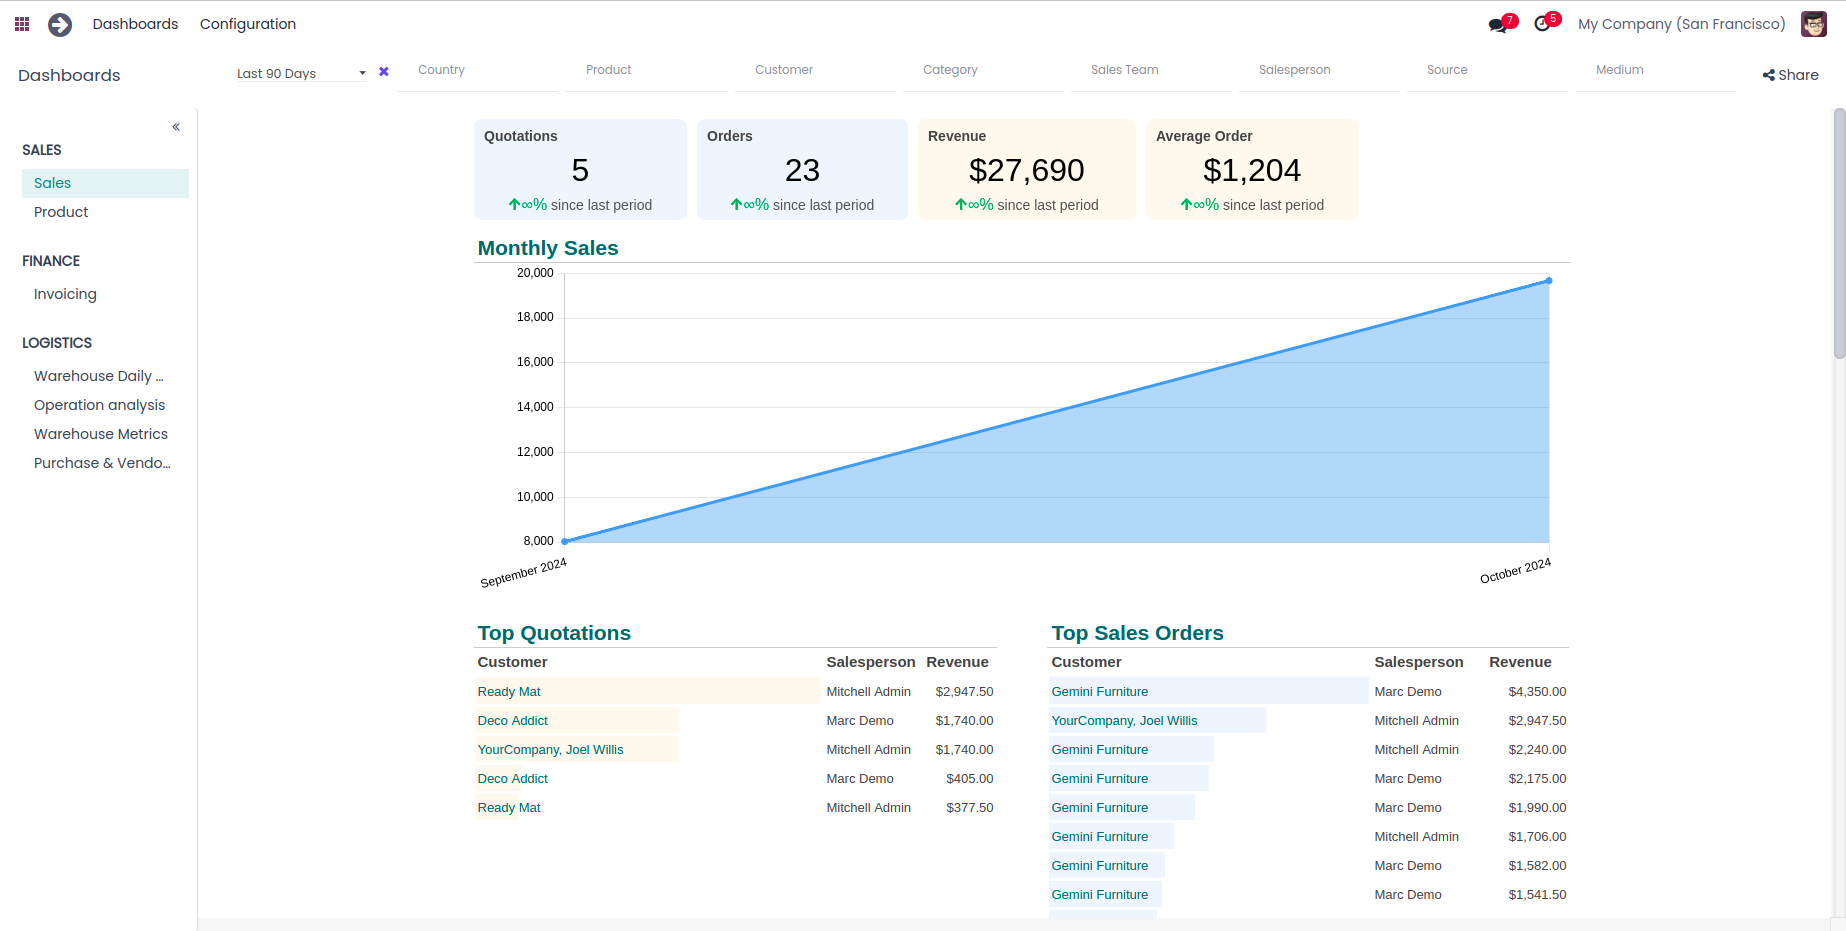 Dashboards Configuration 7 5 My Company (San Francisco)
Dashboards Last 90 Days Country Product Customer Category Sales Team Salesperson Source Medium Share
SALES
Sales
Product
FINANCE
Invoicing
LOGISTICS
Warehouse Daily ...
Operation analysis
Warehouse Metrics
Purchase & Vendo...
Quotations Orders Revenue Average Order
5 23 $27,690 $1,204
∞% since last period ∞% since last period ∞% since last period ∞% since last period
Monthly Sales
20,000
18,000
16,000
14,000
12,000
10,000
8,000
September 2024 October 2024
Top Quotations
Customer Salesperson Revenue
Ready Mat Mitchell Admin $2,947.50
Deco Addict Marc Demo $1,740.00
YourCompany, Joel Willis Mitchell Admin $1,740.00
Deco Addict Marc Demo $405.00
Ready Mat Mitchell Admin $377.50
Top Sales Orders
Customer Salesperson Revenue
Gemini Furniture Marc Demo $4,350.00
YourCompany, Joel Willis Mitchell Admin $2,947.50
Gemini Furniture Mitchell Admin $2,240.00
Gemini Furniture Marc Demo $2,175.00
Gemini Furniture Marc Demo $1,990.00
Gemini Furniture Mitchell Admin $1,706.00
Gemini Furniture Marc Demo $1,582.00
Gemini Furniture Marc Demo $1,541.50